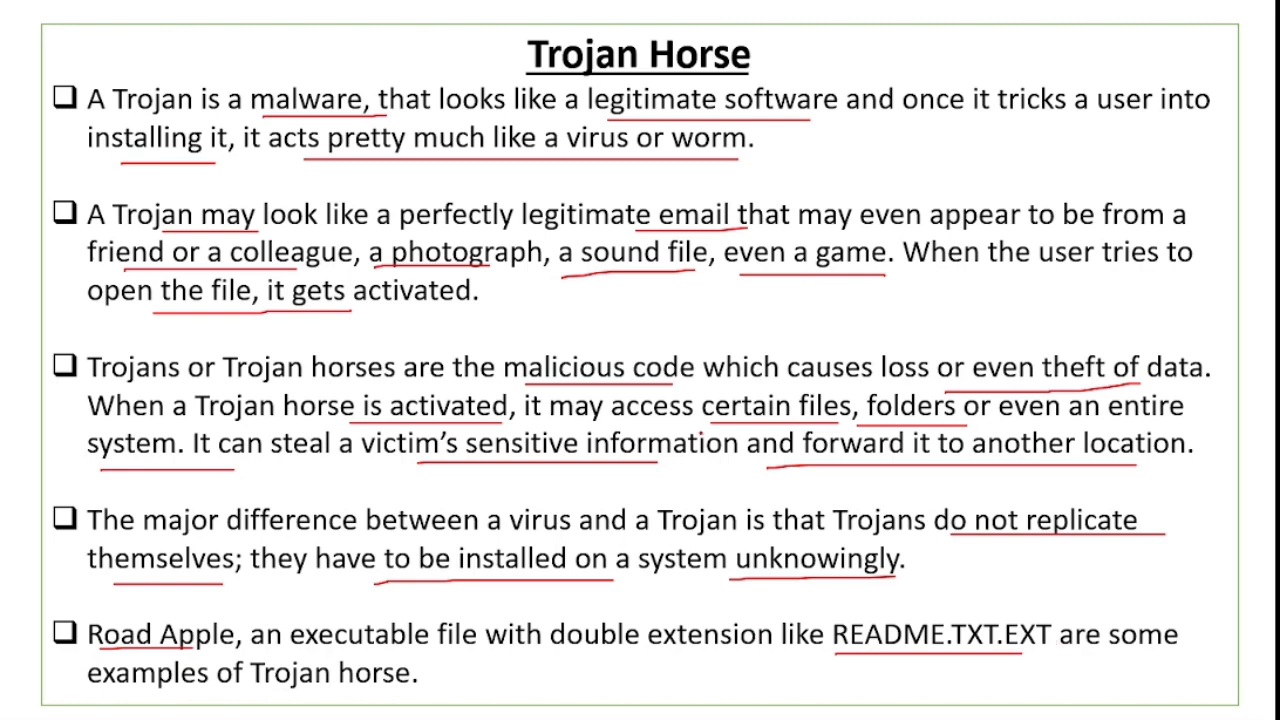 Trojan Horse
❑ A Trojan is a malware, that looks like a legitimate software and once it tricks a user into
installing it, it acts pretty much like a virus or worm.
❑ A Trojan may look like a perfectly legitimate email that may even appear to be from a
friend or a colleague, a photograph, a sound file, even a game. When the user tries to
open the file, it gets activated.
❑ Trojans or Trojan horses are the malicious code which causes loss or even theft of data.
When a Trojan horse is activated, it may access certain files, folders or even an entire
system. It can steal a victim’s sensitive information and forward it to another location.
❑ The major difference between a virus and a Trojan is that Trojans do not replicate
themselves; they have to be installed on a system unknowingly.
❑ Road Apple, an executable file with double extension like README.TXT.EXT are some
examples of Trojan horse.